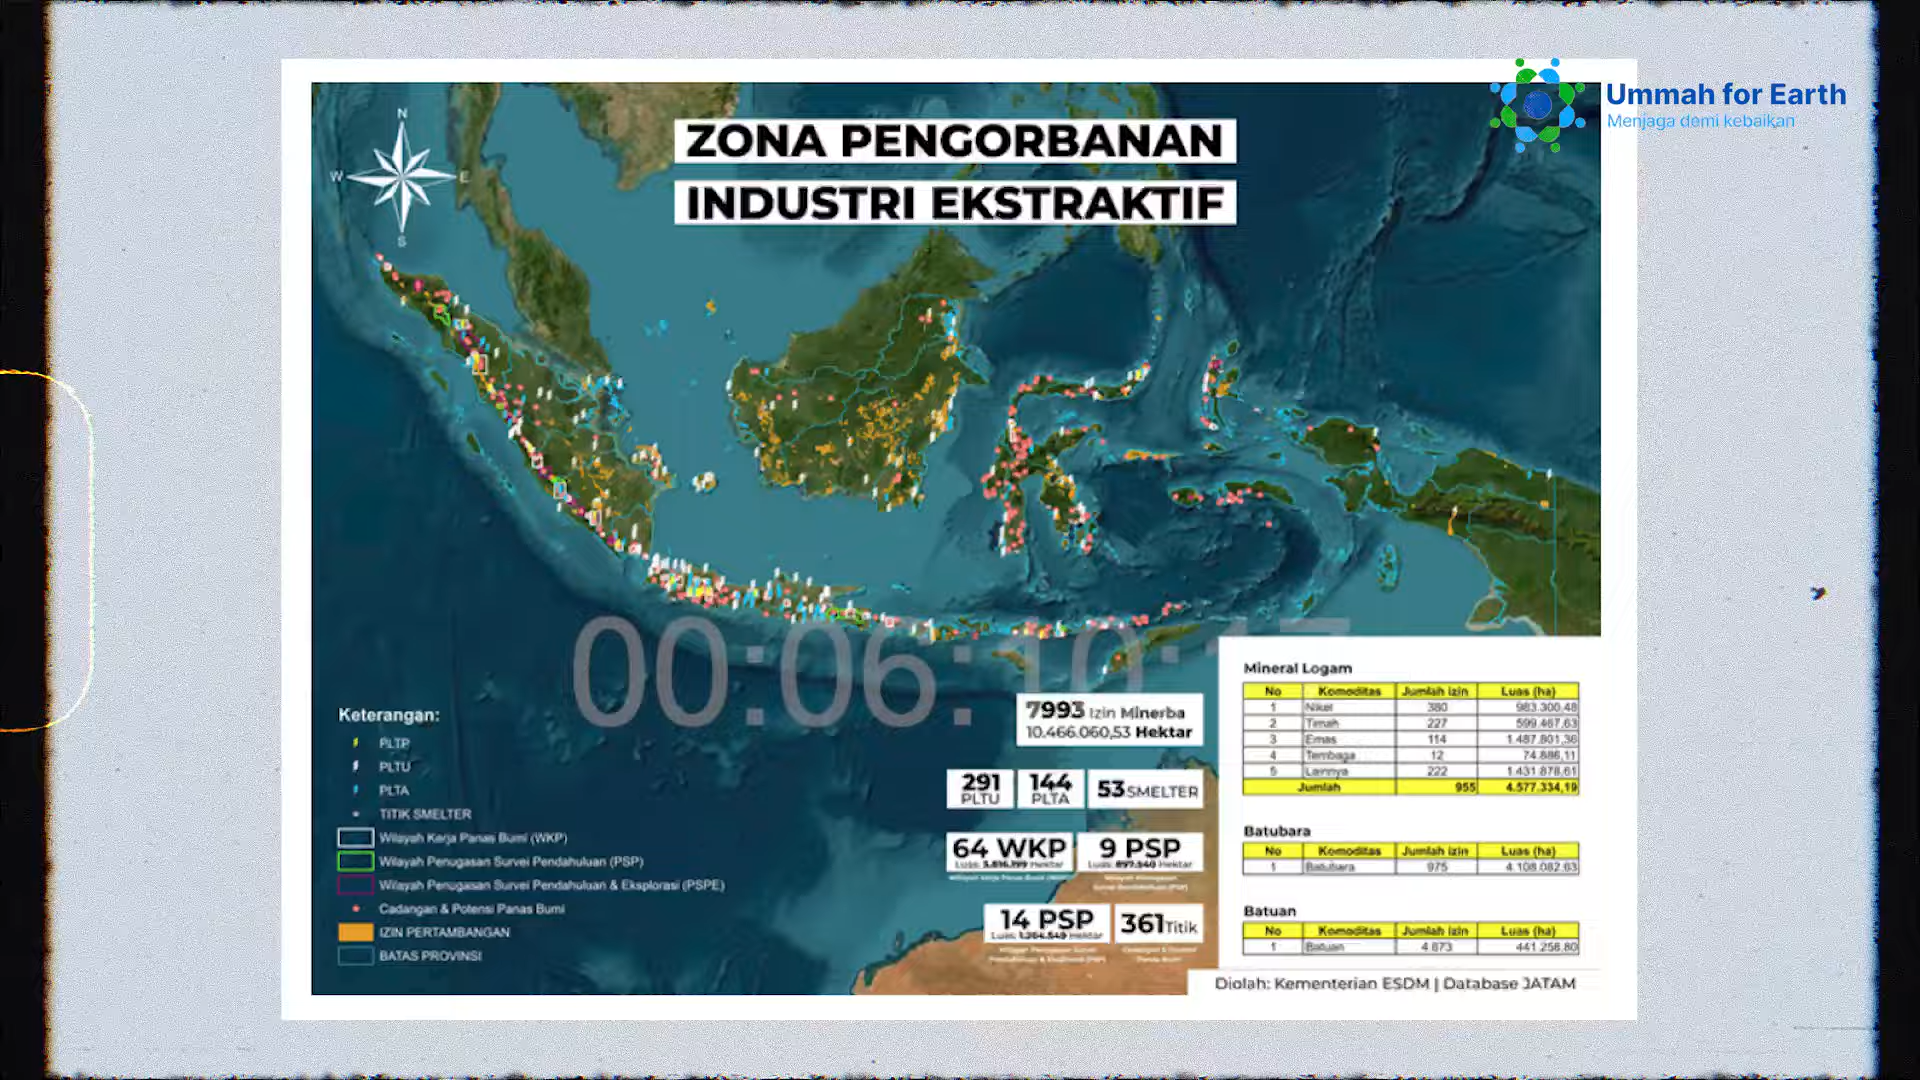 Ummah for Earth
Menjaga demi kebaikan
ZONA PENGORBANAN
INDUSTRI EKSTRAKTIF
N
W E
S
00:06:10:17
Keterangan:
PLTP
PLTU
PLTA
TITIK SMELTER
Wilayah Kerja Panas Bumi (WKP)
Wilayah Penugasan Survei Pendahuluan (PSP)
Wilayah Penugasan Survei Pendahuluan & Eksplorasi (PSPE)
Cadangan & Potensi Panas Bumi
IZIN PERTAMBANGAN
BATAS PROVINSI
7993 Izin Minerba
10.466.060,53 Hektar
291 PLTU
144 PLTA
53 SMELTER
64 WKP
Hektar
9 PSP
Hektar
14 PSP
Hektar
361 Titik
Mineral Logam
No Komoditas Jumlah izin Luas (ha)
1 Nikel 380 983.300,48
2 Timah 227 599.467,63
3 Emas 114 1.487.801,36
4 Tembaga 12 74.886,11
5 Lainnya 222 1.431.878,61
Jumlah 955 4.577.334,19
Batubara
No Komoditas Jumlah izin Luas (ha)
1 Batubara 975 4.108.082,63
Batuan
No Komoditas Jumlah izin Luas (ha)
1 Batuan 4.673 441.256,80
Diolah: Kementerian ESDM | Database JATAM